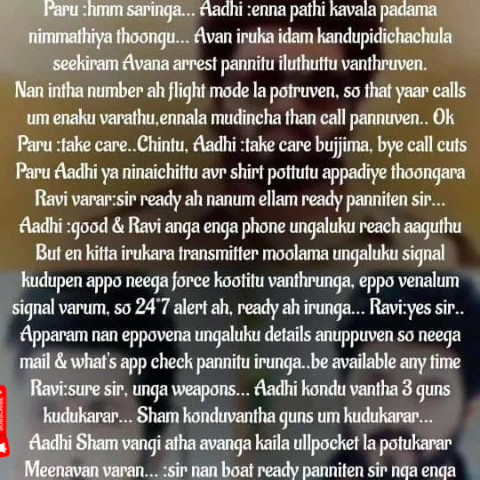 Paru :hmm saringa... Aadhi :enna pathi kavala padama
nimmathiya thoongu... Avan iruka idam kandupidichachula
seekiram Avana arrest pannitu iluthuttu vanthruven.
Nan intha number ah flight mode la potruven, so that yaar calls
um enaku varathu,ennala mudincha than call pannuven.. Ok
Paru :take care..Chintu, Aadhi :take care bujjima, bye call cuts
Paru Aadhi ya ninaichittu avr shirt pottutu appadiye thoongara
Ravi varar:sir ready ah nanum ellam ready panniten sir...
Aadhi :good & Ravi anga enga phone ungaluku reach aaguthu
But en kitta irukara transmitter moolama ungaluku signal
kudupen appo neega force kootitu vanthrunga, eppo venalum
signal varum, so 24*7 alert ah, ready ah irunga... Ravi:yes sir..
Apparam nan eppovena ungaluku details anuppuven so neega
mail & what's app check pannitu irunga..be available any time
Ravi:sure sir, unga weapons... Aadhi kondu vantha 3 guns
kudukarar... Sham konduvantha guns um kudukarar...
Aadhi Sham vangi atha avanga kaila ullpocket la potukarar
Meenavan varan... :sir nan boat ready panniten sir nga enga
SUBSCRIBE